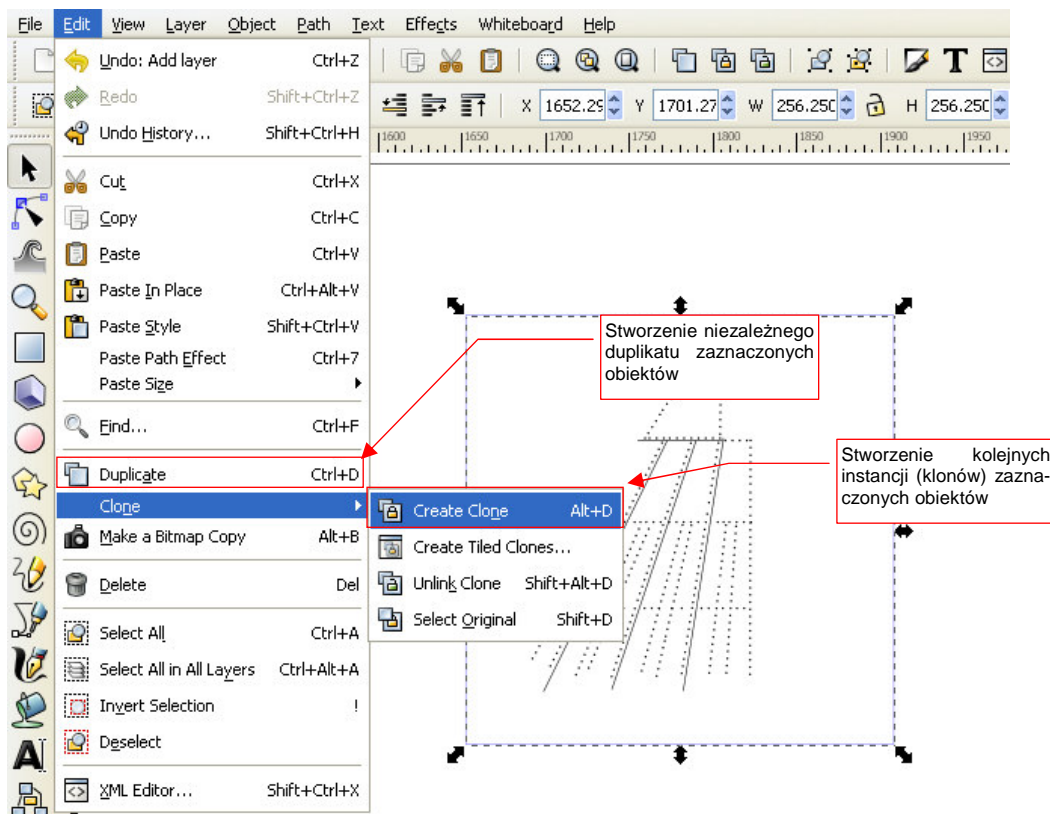 File Edit View Layer Object Path Text Effects Whiteboard Help
Undo: Add layer Ctrl+Z
Redo Shift+Ctrl+Z
X 1652.29 Y 1701.27 W 256.250 H 256.250
Undo History... Shift+Ctrl+H
1600 1650 1700 1750 1800 1850 1900 1950
Cut Ctrl+X
Copy Ctrl+C
Paste Ctrl+V
Paste In Place Ctrl+Alt+V
Paste Style Shift+Ctrl+V
Paste Path Effect Ctrl+7
Paste Size
Find... Ctrl+F
Duplicate Ctrl+D
Clone
Make a Bitmap Copy Alt+B
Delete Del
Select All Ctrl+A
Select All in All Layers Ctrl+Alt+A
Invert Selection !
Deselect
XML Editor... Shift+Ctrl+X
Create Clone Alt+D
Create Tiled Clones...
Unlink Clone Shift+Alt+D
Select Original Shift+D
Stworzenie niezależnego
duplikatu zaznaczonych
obiektów
Stworzenie kolejnych
instancji (klonów) zazna-
czonych obiektów